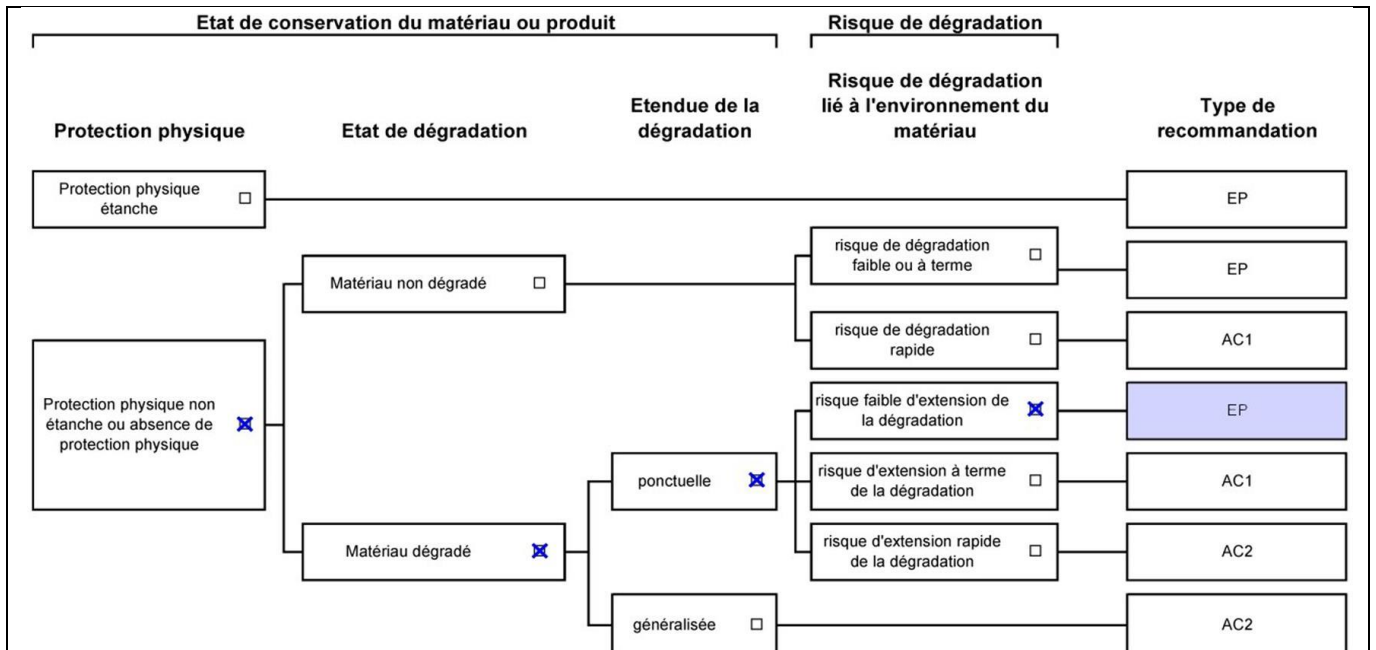 Etat de conservation du matériau ou produit
Risque de dégradation
Protection physique
Etat de dégradation
Etendue de la
dégradation
Risque de dégradation
lié à l'environnement du
matériau
Type de
recommandation
Protection physique
étanche
EP
Matériau non dégradé
risque de dégradation
faible ou à terme
EP
risque de dégradation
rapide
AC1
Protection physique non
étanche ou absence de
protection physique
risque faible d'extension de
la dégradation
EP
ponctuelle
risque d'extension à terme
de la dégradation
AC1
Matériau dégradé
risque d'extension rapide
de la dégradation
AC2
généralisée
AC2